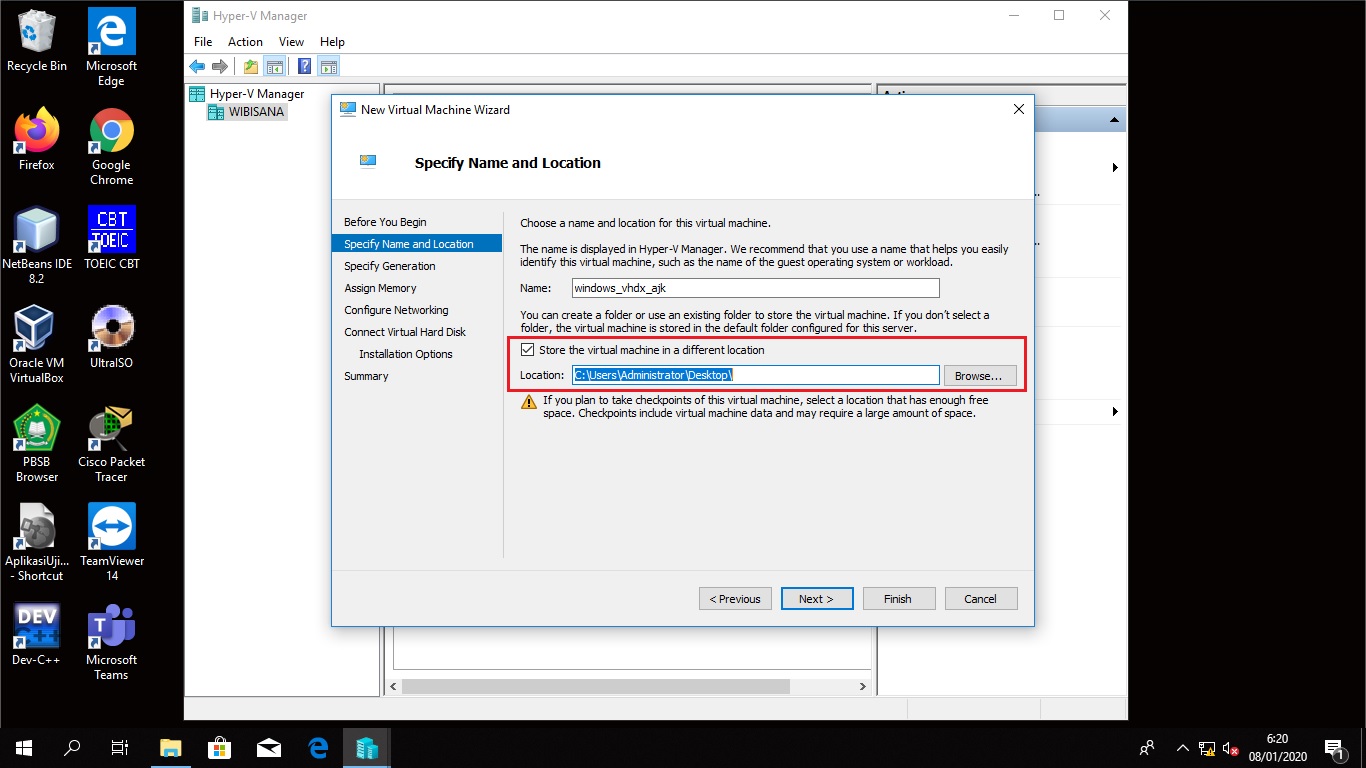 Recycle Bin
Microsoft
Edge
Firefox
Google
Chrome
NetBeans IDE
8.2
CBT
TOEIC
TOEIC CBT
Oracle VM
VirtualBox
UltraISO
PBSB
Browser
Cisco Packet
Tracer
AplikasiUji...
- Shortcut
TeamViewer
14
DEV
C++
Dev-C++
T
Microsoft
Teams
Hyper-V Manager
File Action View Help
Hyper-V Manager
WIBISANA
New Virtual Machine Wizard
Specify Name and Location
Before You Begin
Specify Name and Location
Specify Generation
Assign Memory
Configure Networking
Connect Virtual Hard Disk
Installation Options
Summary
Choose a name and location for this virtual machine.
The name is displayed in Hyper-V Manager. We recommend that you use a name that helps you easily
identify this virtual machine, such as the name of the guest operating system or workload.
Name: windows_vhdx_ajk
You can create a folder or use an existing folder to store the virtual machine. If you don't select a
folder, the virtual machine is stored in the default folder configured for this server.
Store the virtual machine in a different location
Location: C:\Users\Administrator\Desktop\ Browse...
If you plan to take checkpoints of this virtual machine, select a location that has enough free
space. Checkpoints include virtual machine data and may require a large amount of space.
< Previous Next > Finish Cancel
6:20
08/01/2020
1